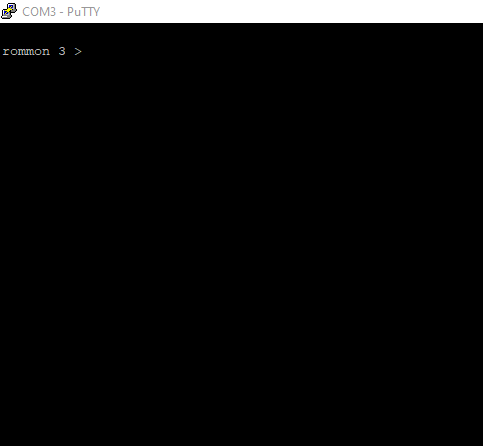 COM3 - PuTTY
rommon 3 >